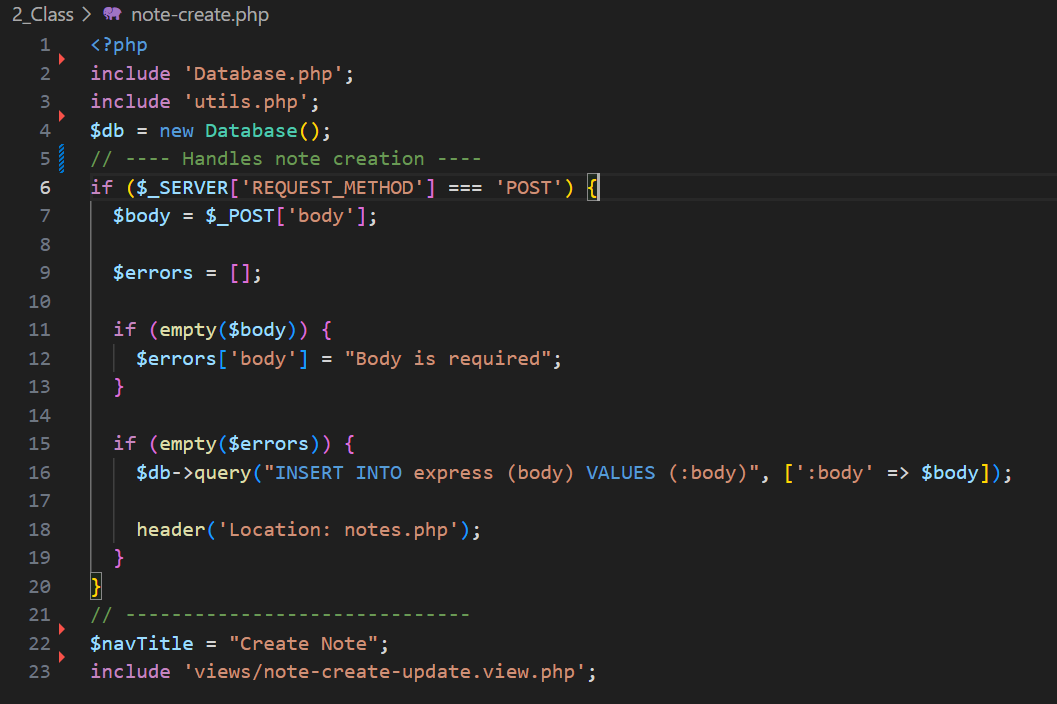 2_Class > note-create.php
1 <?php
2 include 'Database.php';
3 include 'utils.php';
4 $db = new Database();
5 // ---- Handles note creation ----
6 if ($_SERVER['REQUEST_METHOD'] === 'POST') {
7   $body = $_POST['body'];
8
9   $errors = [];
10
11   if (empty($body)) {
12     $errors['body'] = "Body is required";
13   }
14
15   if (empty($errors)) {
16     $db->query("INSERT INTO express (body) VALUES (:body)", [':body' => $body]);
17
18     header('Location: notes.php');
19   }
20 }
21 // ------------------------------
22 $navTitle = "Create Note";
23 include 'views/note-create-update.view.php';